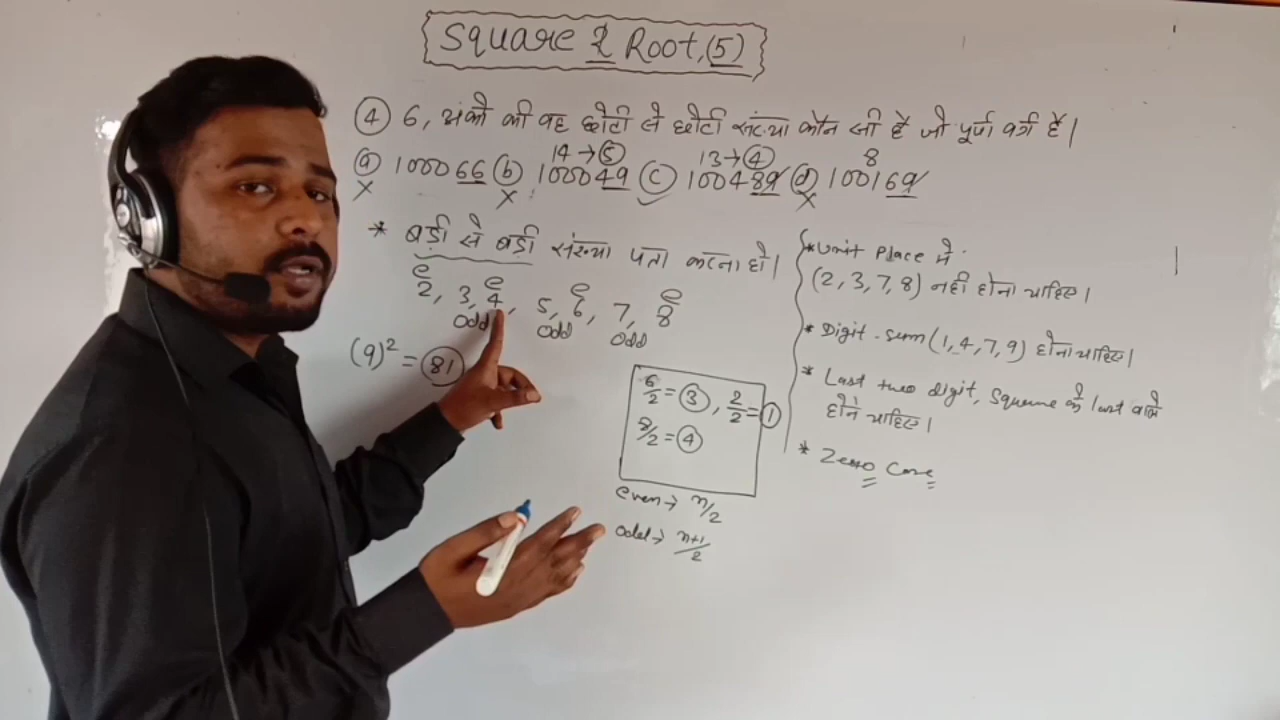 Square & Root, (5)
(4) 6, अंको की वह छोटी से छोटी संख्या कौन सी हैं जो पूर्ण वर्ग हैं।
14 → (5) 13 → (4) 8
(a) 100066 (b) 100049 (c) 100489 (d) 100169
x x ✓ x
* बड़ी से बड़ी संख्या पता करना हो।
e e e e
2, 3, 4, 5, 6, 7, 8
odd odd odd
(9)² = (81)
6/2 = (3), 2/2 = (1)
8/2 = (4)
even → n/2
odd → n+1/2
* Unit Place में
(2, 3, 7, 8) नही होना चाहिए।
* Digit-sum (1, 4, 7, 9) होना चाहिए।
* Last two digit, Square के last वाले
होने चाहिए।
* Zero Case